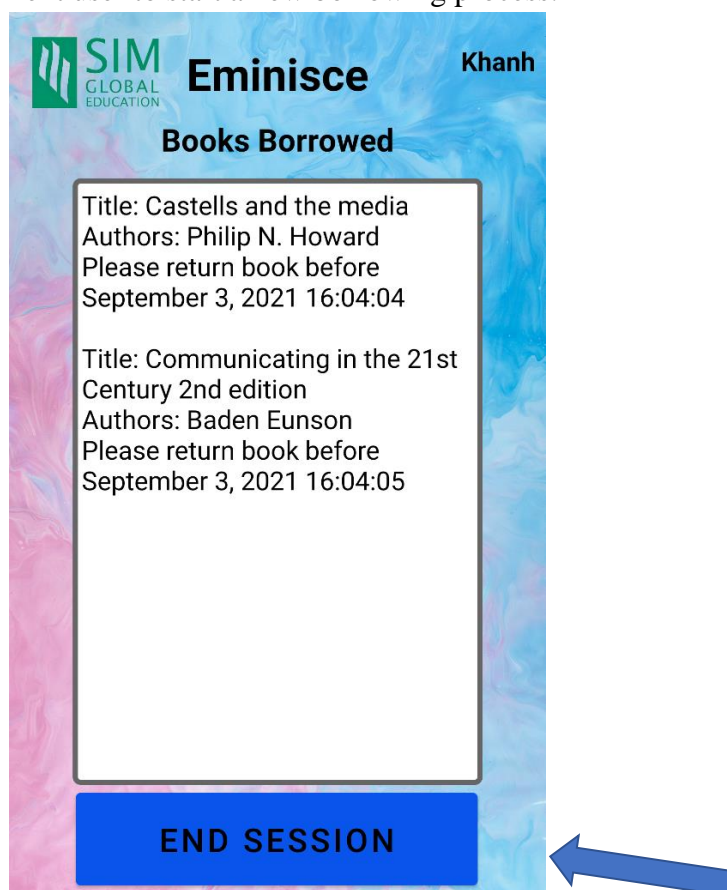 SIM
GLOBAL
EDUCATION
Eminisce
Khanh
Books Borrowed
Title: Castells and the media
Authors: Philip N. Howard
Please return book before
September 3, 2021 16:04:04
Title: Communicating in the 21st
Century 2nd edition
Authors: Baden Eunson
Please return book before
September 3, 2021 16:04:05
END SESSION